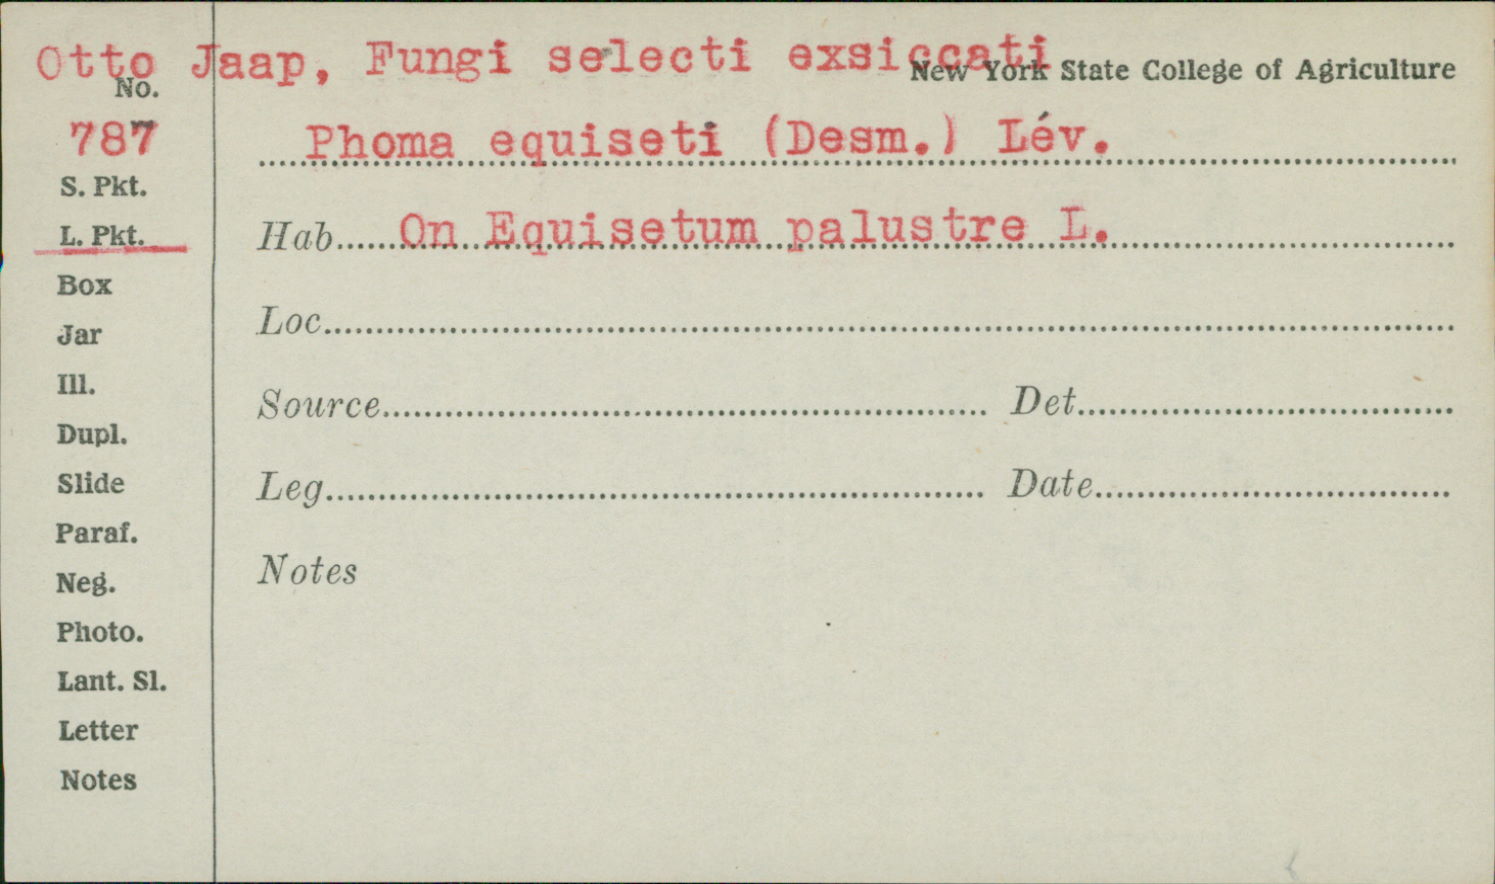 Otto Jaap, Fungi selecti exsiccati
New York State College of Agriculture
No.
787
Phoma equiseti (Desm.) Lév.
S. Pkt.
L. Pkt.
Hab. On Equisetum palustre L.
Box
Loc.
Jar
Ill.
Source Det.
Dupl.
Slide
Leg. Date
Paraf.
Notes
Neg.
Photo.
Lant. Sl.
Letter
Notes